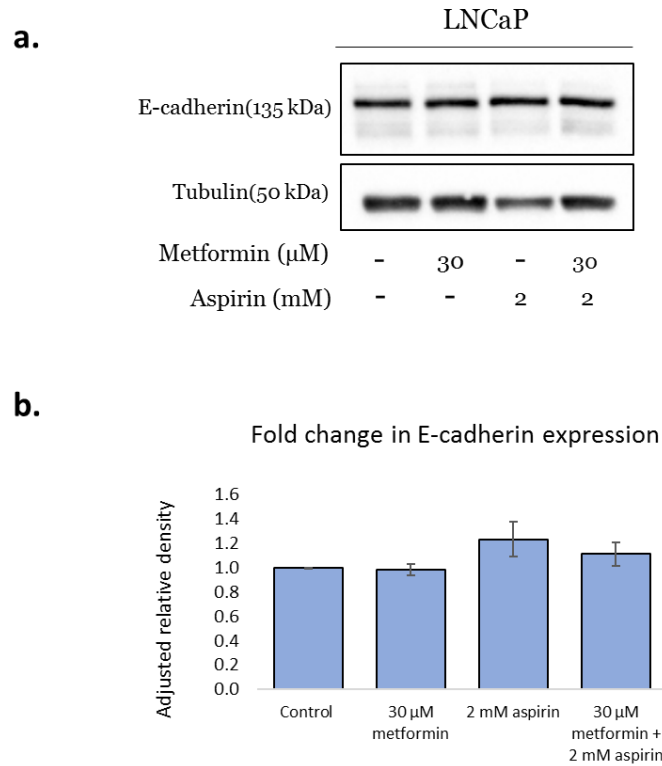 a.
LNCaP
E-cadherin(135 kDa)
Tubulin(50 kDa)
Metformin (µM) - 30 - 30
Aspirin (mM) - - 2 2
b.
Fold change in E-cadherin expression
Adjusted relative density
1.6
1.4
1.2
1.0
0.8
0.6
0.4
0.2
0.0
Control
30 µM
metformin
2 mM aspirin
30 µM
metformin +
2 mM aspirin